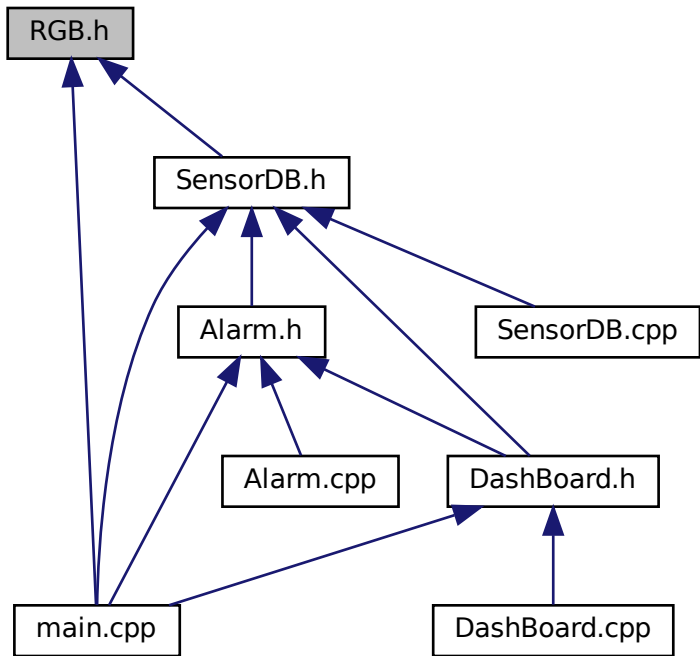 RGB.h
SensorDB.h
Alarm.h
SensorDB.cpp
Alarm.cpp
DashBoard.h
main.cpp
DashBoard.cpp